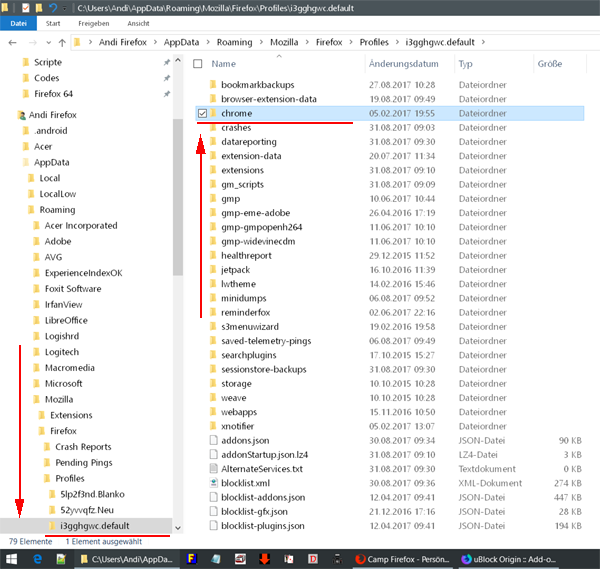 C:\Users\Andi\AppData\Roaming\Mozilla\Firefox\Profiles\i3gghgwc.default
Datei Start Freigeben Ansicht
Andi Firefox > AppData > Roaming > Mozilla > Firefox > Profiles > i3gghgwc.default >
Scripte
Codes
Firefox 64
Andi Firefox
.android
Acer
AppData
Local
LocalLow
Roaming
Acer Incorporated
Adobe
AVG
ExperienceIndexOK
Foxit Software
IrfanView
LibreOffice
Logishrd
Logitech
Macromedia
Microsoft
Mozilla
Extensions
Firefox
Crash Reports
Pending Pings
Profiles
5lp2f3nd.Blanko
52yvvqfz.Neu
i3gghgwc.default
Name Änderungsdatum Typ Größe
bookmarkbackups 27.08.2017 10:28 Dateiordner
browser-extension-data 19.08.2017 09:49 Dateiordner
chrome 05.02.2017 19:55 Dateiordner
crashes 31.08.2017 09:03 Dateiordner
datareporting 31.08.2017 09:30 Dateiordner
extension-data 20.07.2017 11:34 Dateiordner
extensions 31.08.2017 09:10 Dateiordner
gm_scripts 31.08.2017 09:09 Dateiordner
gmp 10.06.2017 10:44 Dateiordner
gmp-eme-adobe 26.04.2016 17:19 Dateiordner
gmp-gmpopenh264 11.06.2017 10:10 Dateiordner
gmp-widevinecdm 11.06.2017 10:10 Dateiordner
healthreport 29.12.2015 11:52 Dateiordner
jetpack 16.10.2016 11:39 Dateiordner
lwtheme 14.02.2016 15:46 Dateiordner
minidumps 06.08.2017 09:52 Dateiordner
reminderfox 02.06.2017 22:16 Dateiordner
s3menuwizard 19.02.2016 19:58 Dateiordner
saved-telemetry-pings 06.08.2017 09:49 Dateiordner
searchplugins 17.10.2015 15:27 Dateiordner
sessionstore-backups 31.08.2017 09:30 Dateiordner
storage 10.10.2015 10:28 Dateiordner
weave 10.10.2015 10:28 Dateiordner
webapps 15.11.2016 10:50 Dateiordner
xnotifier 05.02.2017 13:07 Dateiordner
addons.json 30.08.2017 09:34 JSON-Datei 90 KB
addonStartup.json.lz4 31.08.2017 09:10 LZ4-Datei 3 KB
AlternateServices.txt 31.08.2017 09:30 Textdokument 0 KB
blocklist.xml 30.08.2017 09:36 XML-Dokument 274 KB
blocklist-addons.json 12.04.2017 09:41 JSON-Datei 447 KB
blocklist-gfx.json 21.12.2016 17:16 JSON-Datei 28 KB
blocklist-plugins.json 12.04.2017 09:41 JSON-Datei 194 KB
79 Elemente 1 Element ausgewählt
C:\Users\Andi\AppDa... Camp Firefox - Persön... uBlock Origin :: Add-o...